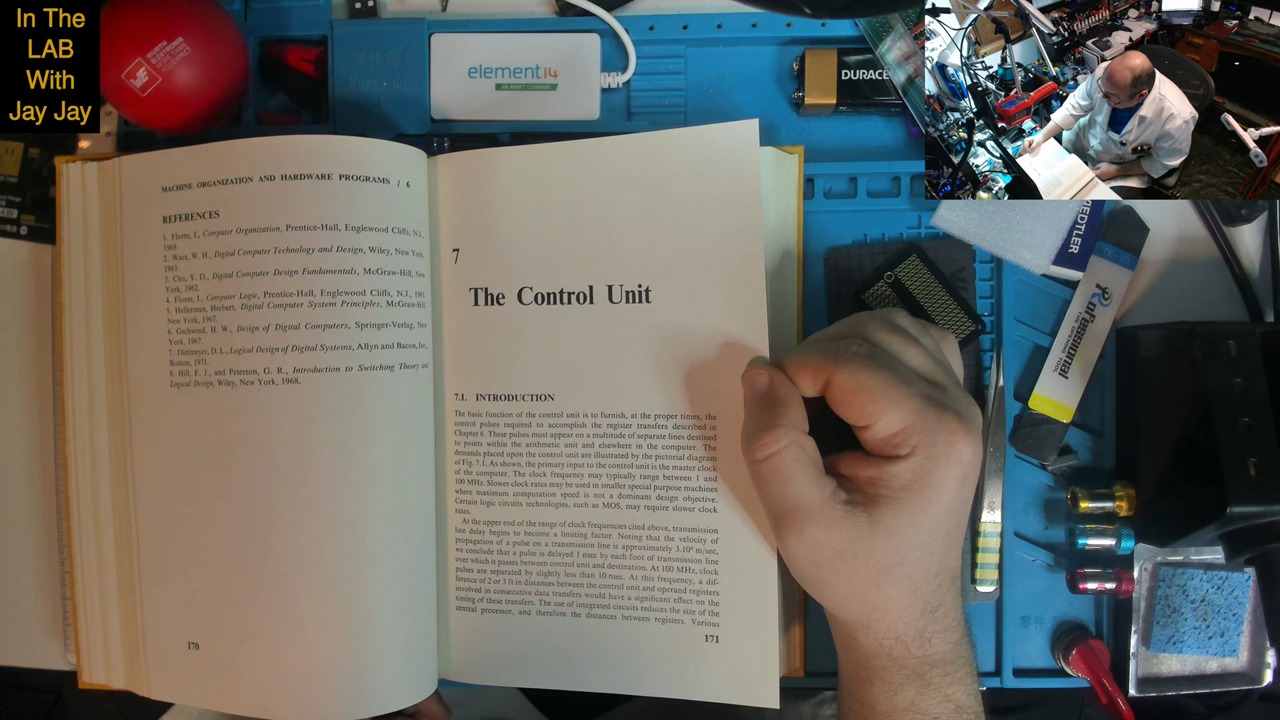 In The
LAB
With
Jay Jay
element14
AN AVNET COMPANY
DURACE
MACHINE ORGANIZATION AND HARDWARE PROGRAMS / 6
REFERENCES
1. Flores, I., Computer Organization, Prentice-Hall, Englewood Cliffs, N.J.,
1969.
2. Ware, W. H., Digital Computer Technology and Design, Wiley, New York,
1963.
3. Chu, Y. D., Digital Computer Design Fundamentals, McGraw-Hill, New
York, 1962.
4. Flores, I., Computer Logic, Prentice-Hall, Englewood Cliffs, N.J.,
5. Hellerman, Herbert, Digital Computer System Principles, McGraw-Hill,
New York, 1967.
6. Gschwind, H. W., Design of Digital Computers, Springer-Verlag, New
York, 1967.
7. Dietmeyer, D. L., Logical Design of Digital Systems, Allyn and Bacon, Inc.,
Boston, 1971.
8. Hill, F. J., and Peterson, G. R., Introduction to Switching Theory and
Logical Design, Wiley, New York, 1968.
170
7
The Control Unit
7.1. INTRODUCTION
The basic function of the control unit is to furnish, at the proper times, the
control pulses required to accomplish the register transfers described in
Chapter 6. These pulses must appear on a multitude of separate lines destined
to points within the arithmetic unit and elsewhere in the computer. The
demands placed upon the control unit are illustrated by the pictorial diagram
of Fig. 7.1. As shown, the primary input to the control unit is the master clock
of the computer. The clock frequency may typically range between 1 and
100 MHz. Slower clock rates may be used in smaller special purpose machines
where maximum computation speed is not a dominant design objective.
Certain logic circuits technologies, such as MOS, may require slower clock
rates.
At the upper end of the range of clock frequencies cited above, transmission
line delay begins to become a limiting factor. Noting that the velocity of
propagation of a pulse on a transmission line is approximately 3.10⁸ m/sec,
we conclude that a pulse is delayed 1 nsec by each foot of transmission line
over which it passes between control unit and destination. At 100 MHz, clock
pulses are separated by slightly less than 10 nsec. At this frequency, a dif-
ference of 2 or 3 ft in distances between the control unit and operand registers
involved in consecutive data transfers would have a significant effect on the
timing of these transfers. The use of integrated circuits reduces the size of the
central processor, and therefore the distances between registers. Various
171
AEDTLER
Rofessional
THE OPENING TOOL